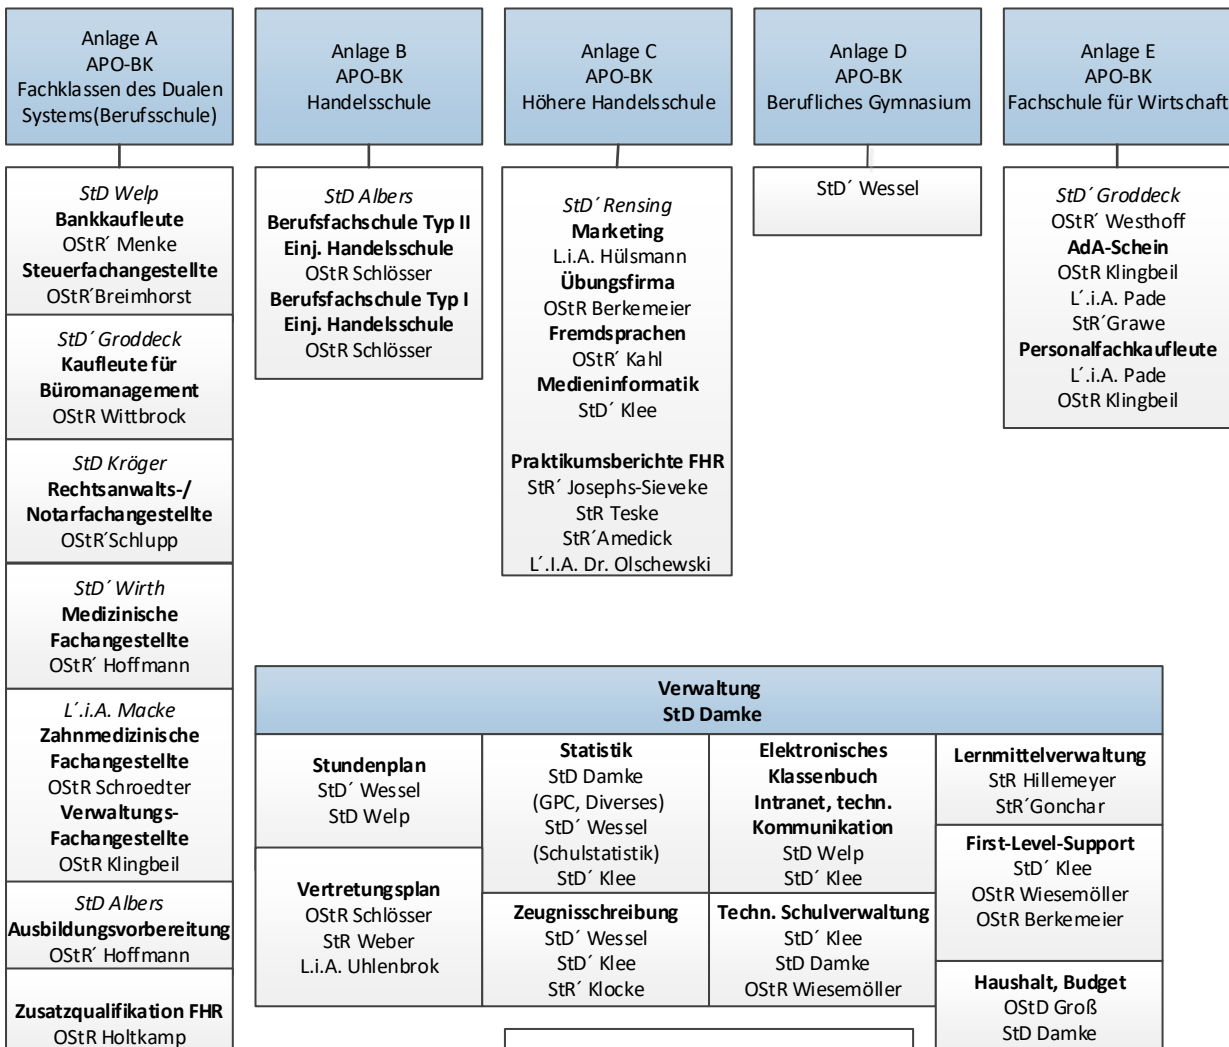 Anlage A
APO-BK
Fachklassen des Dualen
Systems(Berufsschule)
StD Welp
Bankkaufleute
OStR´ Menke
Steuerfachangestellte
OStR´Breimhorst
StD´ Groddeck
Kaufleute für
Büromanagement
OStR Wittbrock
StD Kröger
Rechtsanwalts-/
Notarfachangestellte
OStR´Schlupp
StD´ Wirth
Medizinische
Fachangestellte
OStR´ Hoffmann
L´.i.A. Macke
Zahnmedizinische
Fachangestellte
OStR Schroedter
Verwaltungs-
Fachangestellte
OStR Klingbeil
StD Albers
Ausbildungsvorbereitung
OStR´ Hoffmann
Zusatzqualifikation FHR
OStR Holtkamp
Anlage B
APO-BK
Handelsschule
StD Albers
Berufsfachschule Typ II
Einj. Handelsschule
OStR Schlösser
Berufsfachschule Typ I
Einj. Handelsschule
OStR Schlösser
Anlage C
APO-BK
Höhere Handelsschule
StD´ Rensing
Marketing
L.i.A. Hülsmann
Übungsfirma
OStR Berkemeier
Fremdsprachen
OStR´ Kahl
Medieninformatik
StD´ Klee
Praktikumsberichte FHR
StR´ Josephs-Sieveke
StR Teske
StR´Amedick
L´.I.A. Dr. Olschewski
Anlage D
APO-BK
Berufliches Gymnasium
StD´ Wessel
Anlage E
APO-BK
Fachschule für Wirtschaft
StD´ Groddeck
OStR´ Westhoff
AdA-Schein
OStR Klingbeil
L´.i.A. Pade
StR´Grawe
Personalfachkaufleute
L´.i.A. Pade
OStR Klingbeil
Verwaltung
StD Damke
Stundenplan
StD´ Wessel
StD Welp
Vertretungsplan
OStR Schlösser
StR Weber
L.i.A. Uhlenbrok
Statistik
StD Damke
(GPC, Diverses)
StD´ Wessel
(Schulstatistik)
StD´ Klee
Zeugnisschreibung
StD´ Wessel
StD´ Klee
StR´ Klocke
Elektronisches
Klassenbuch
Intranet, techn.
Kommunikation
StD Welp
StD´ Klee
Techn. Schulverwaltung
StD´ Klee
StD Damke
OStR Wiesemöller
Lernmittelverwaltung
StR Hillemeyer
StR´Gonchar
First-Level-Support
StD´ Klee
OStR Wiesemöller
OStR Berkemeier
Haushalt, Budget
OStD Groß
StD Damke